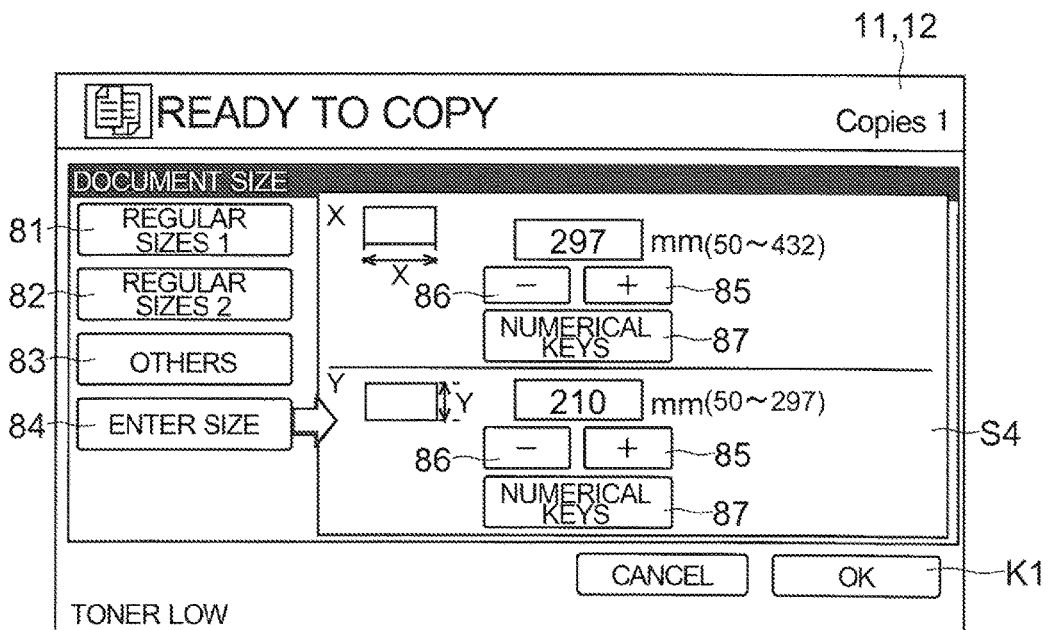 11,12
READY TO COPY
Copies 1
DOCUMENT SIZE
81
REGULAR
SIZES 1
82
REGULAR
SIZES 2
83
OTHERS
84
ENTER SIZE
X
X
297 mm(50~432)
86 − + 85
NUMERICAL
KEYS
87
Y
Y
210 mm(50~297)
86 − + 85
NUMERICAL
KEYS
87
S4
CANCEL
OK
K1
TONER LOW